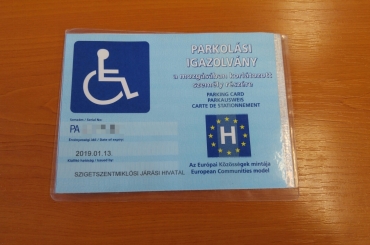 PARKOLÁSI
IGAZOLVÁNY
a mozgásában korlátozott
személy részére
PARKING CARD
PARKAUSWEIS
CARTE DE STATIONNEMENT
PA
2019.01.13.
SZIGETSZENTMIKLÓSI JÁRÁSI HIVATAL
H
Az Európai Közösségek mintája
European Communities model